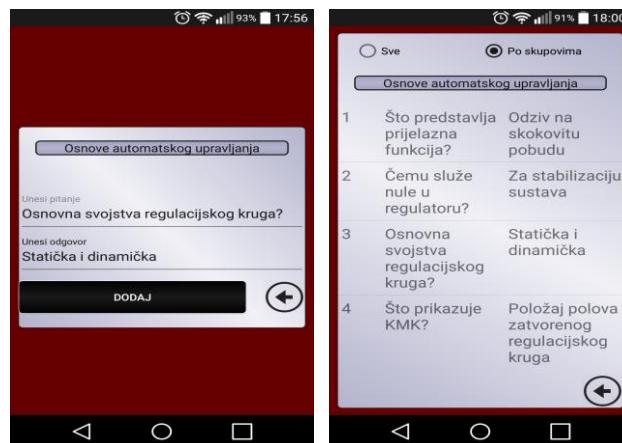 93% 17:56
Osnove automatskog upravljanja
Unesi pitanje
Osnovna svojstva regulacijskog kruga?
Unesi odgovor
Statička i dinamička
DODAJ
91% 18:00
Sve Po skupovima
Osnove automatskog upravljanja
1 Što predstavlja Odziv na
prijelazna skokovitu
funkcija? pobudu
2 Čemu služe Za stabilizaciju
nule u sustava
regulatoru?
3 Osnovna Statička i
svojstva dinamička
regulacijskog
kruga?
4 Što prikazuje Položaj polova
KMK? zatvorenog
regulacijskog
kruga